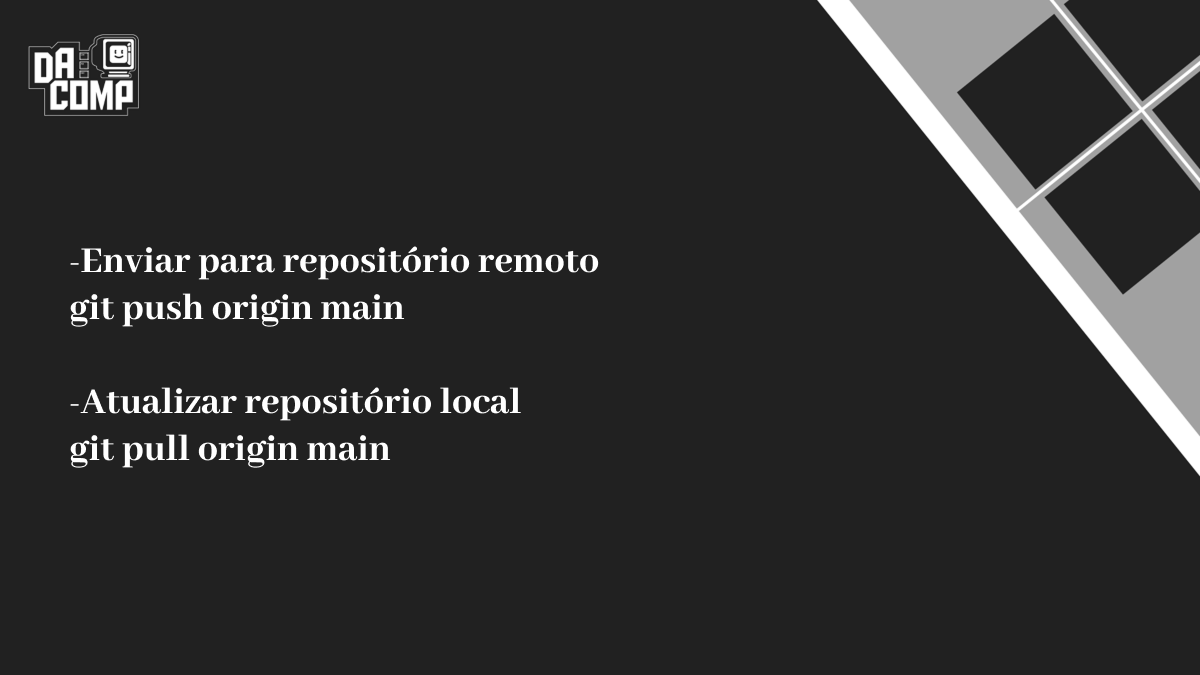 DA
COMP
-Enviar para repositório remoto
git push origin main
-Atualizar repositório local
git pull origin main